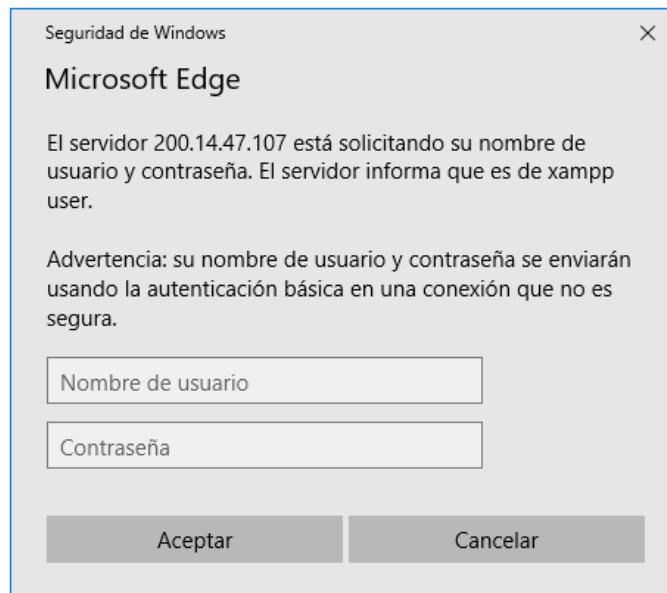 Seguridad de Windows
Microsoft Edge
El servidor 200.14.47.107 está solicitando su nombre de
usuario y contraseña. El servidor informa que es de xampp
user.
Advertencia: su nombre de usuario y contraseña se enviarán
usando la autenticación básica en una conexión que no es
segura.
Nombre de usuario
Contraseña
Aceptar
Cancelar